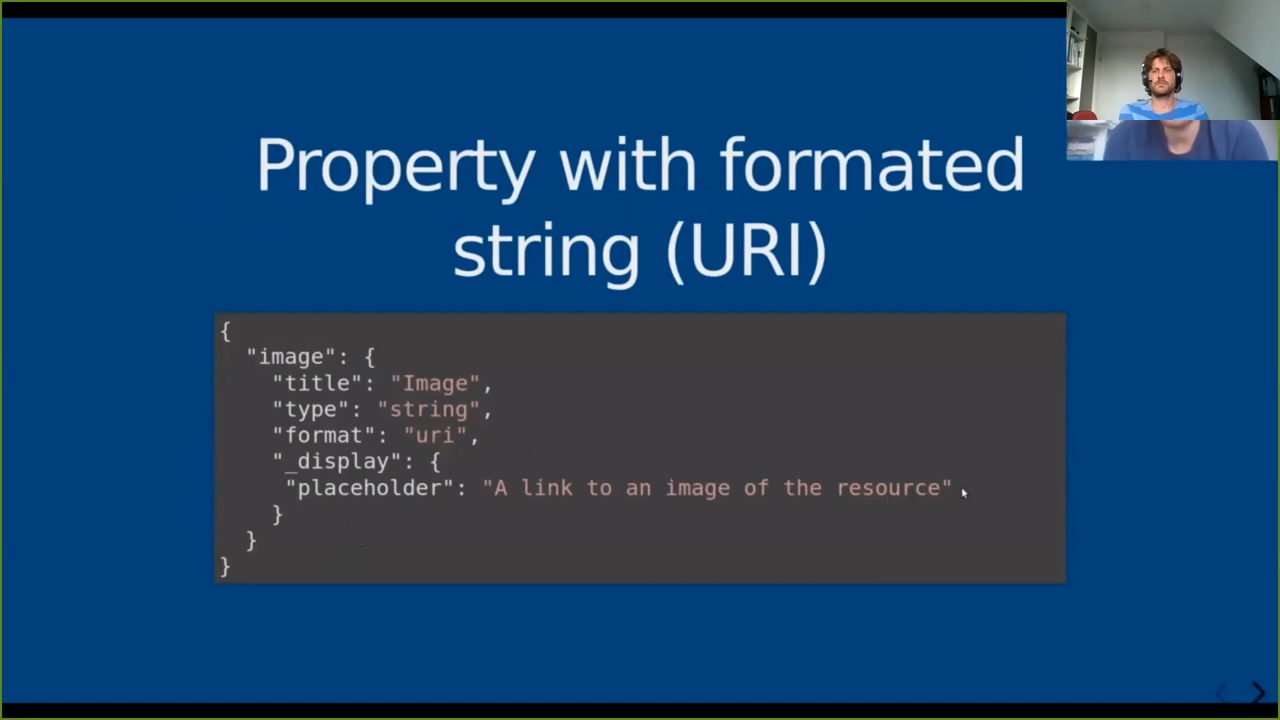 Property with formated
string (URI)
{
"image": {
"title": "Image",
"type": "string",
"format": "uri",
"_display": {
"placeholder": "A link to an image of the resource"
}
}
}